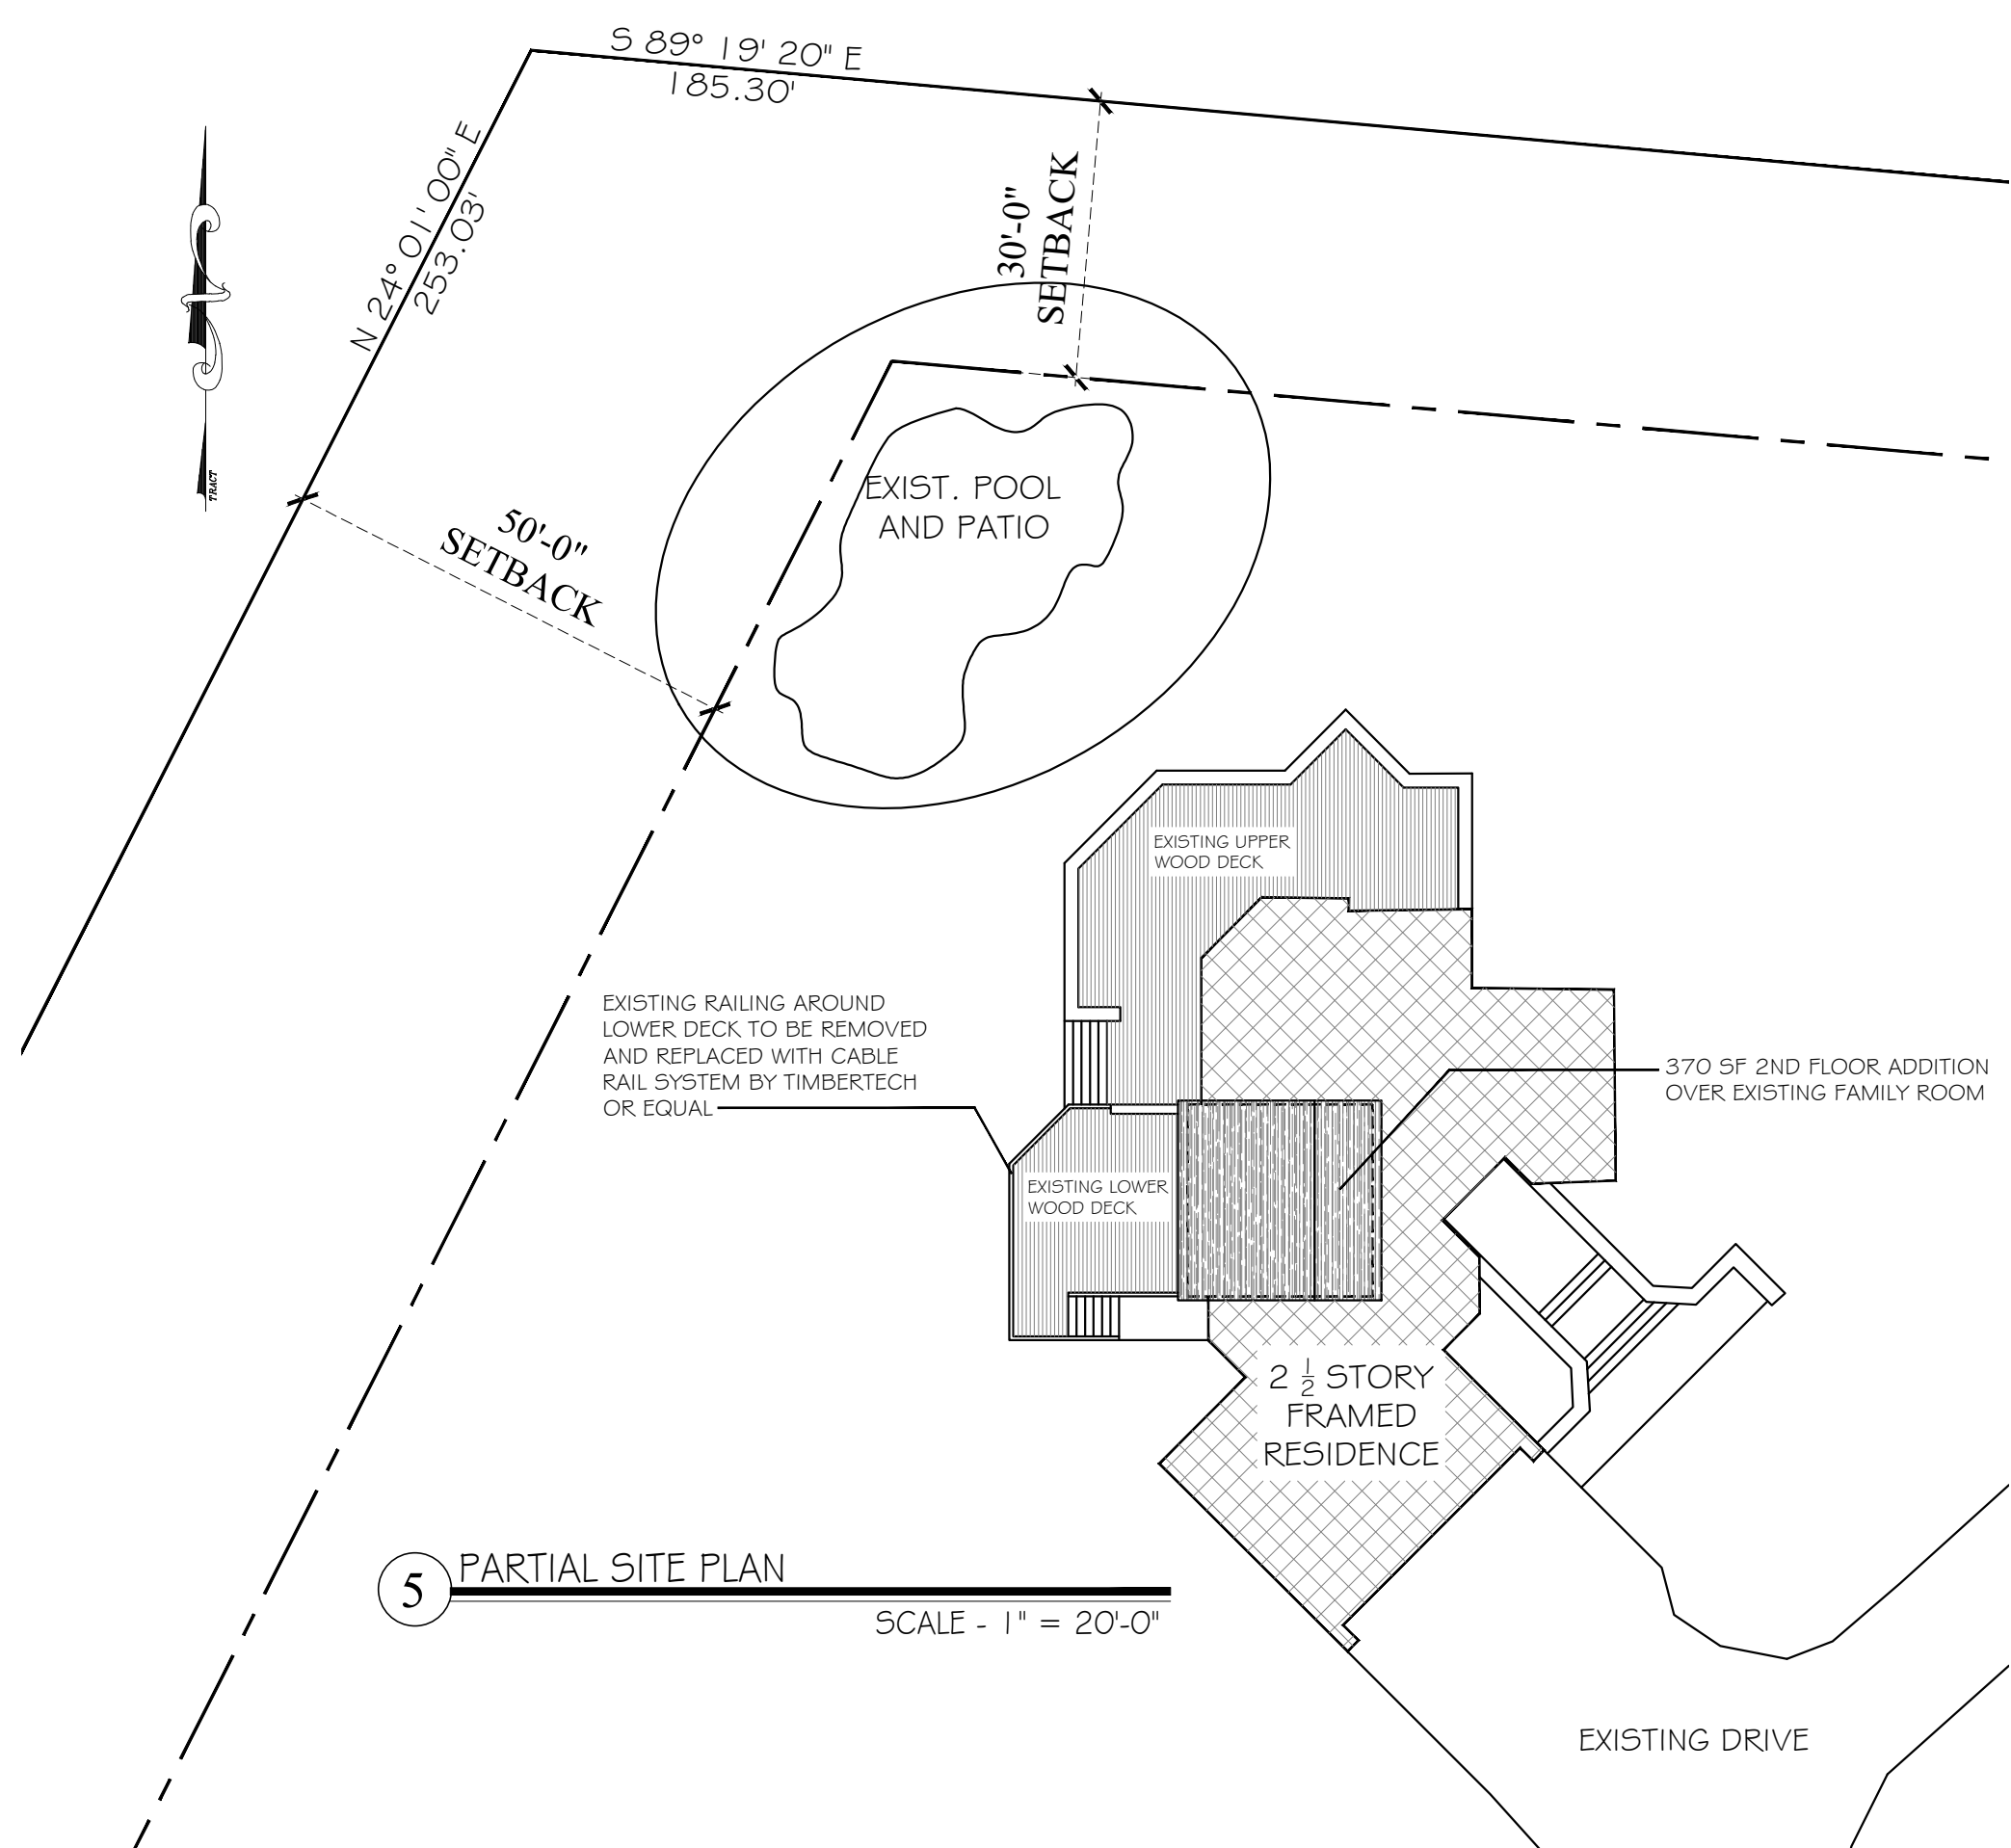 S 89° 19' 20" E
185.30'
N 24° 01' 00" E
253.03'
30'-0"
SETBACK
TRACT
50'-0"
SETBACK
EXIST. POOL
AND PATIO
EXISTING UPPER
WOOD DECK
EXISTING RAILING AROUND
LOWER DECK TO BE REMOVED
AND REPLACED WITH CABLE
RAIL SYSTEM BY TIMBERTECH
OR EQUAL
370 SF 2ND FLOOR ADDITION
OVER EXISTING FAMILY ROOM
EXISTING LOWER
WOOD DECK
2 1/2 STORY
FRAMED
RESIDENCE
5 PARTIAL SITE PLAN
SCALE - 1" = 20'-0"
EXISTING DRIVE